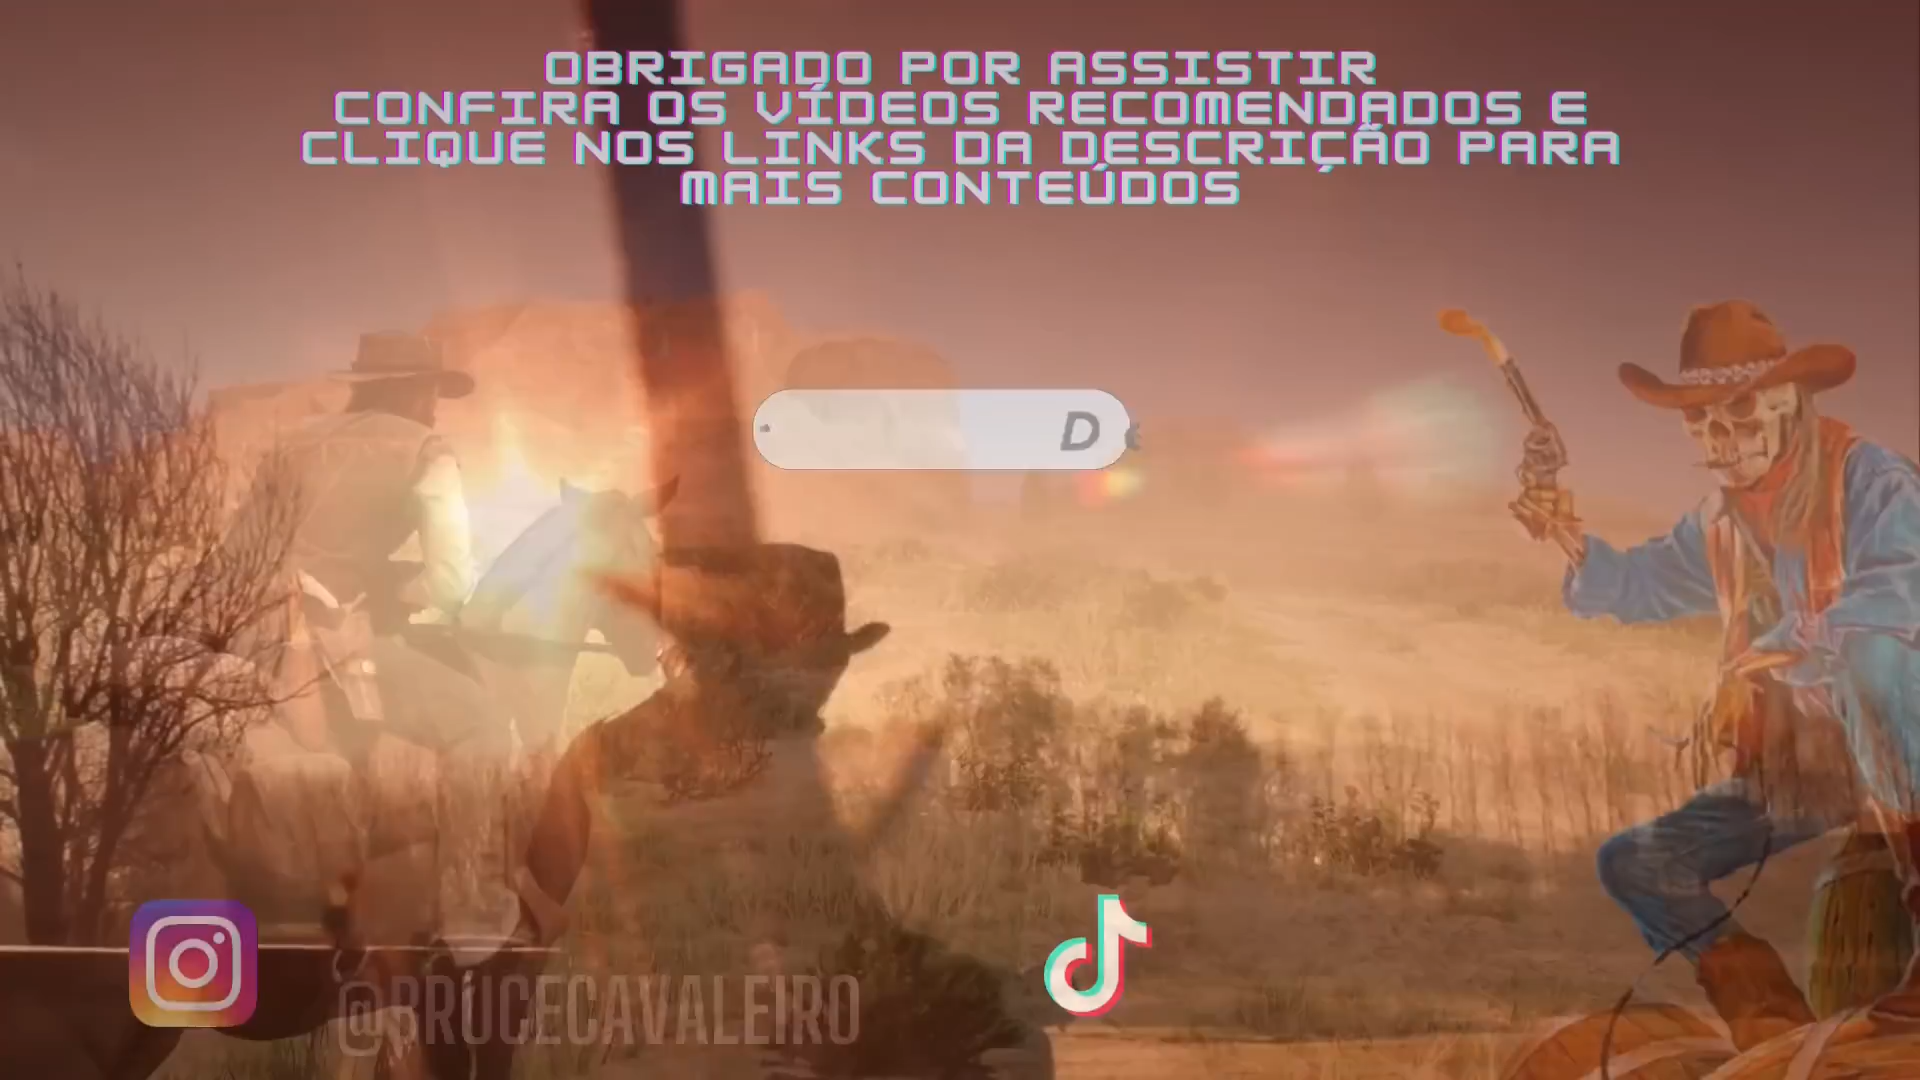 OBRIGADO POR ASSISTIR
CONFIRA OS VÍDEOS RECOMENDADOS E
CLIQUE NOS LINKS DA DESCRIÇÃO PARA
MAIS CONTEÚDOS
D
@BRUCECAVALEIRO